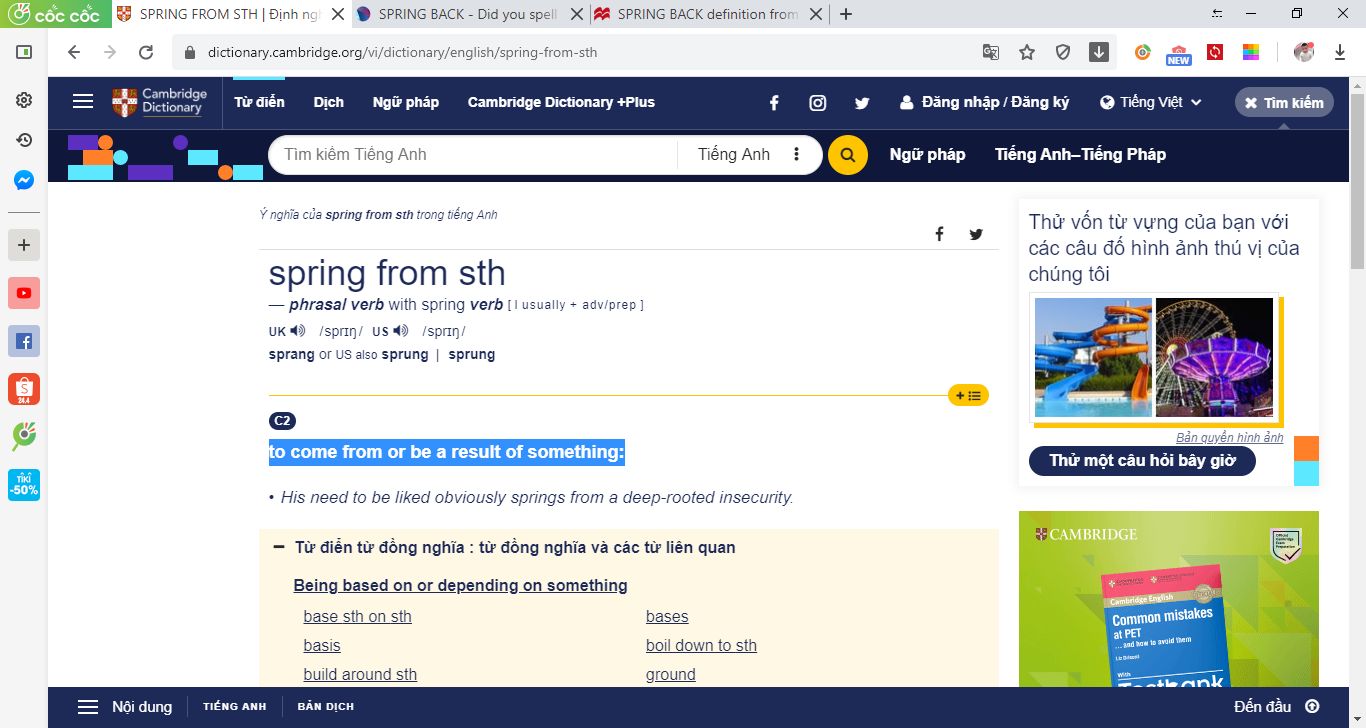 cốc cốc
SPRING FROM STH | Định ngh
SPRING BACK - Did you spell
SPRING BACK definition from
dictionary.cambridge.org/vi/dictionary/english/spring-from-sth
NEW
Cambridge
Dictionary
Từ điển Dịch Ngữ pháp Cambridge Dictionary +Plus
Đăng nhập / Đăng ký
Tiếng Việt
Tìm kiếm
Tìm kiếm Tiếng Anh
Tiếng Anh
Ngữ pháp
Tiếng Anh–Tiếng Pháp
Ý nghĩa của spring from sth trong tiếng Anh
spring from sth
— phrasal verb with spring verb [ I usually + adv/prep ]
UK /sprɪŋ/ US /sprɪŋ/
sprang or US also sprung | sprung
C2
to come from or be a result of something:
• His need to be liked obviously springs from a deep-rooted insecurity.
Từ điển từ đồng nghĩa : từ đồng nghĩa và các từ liên quan
Being based on or depending on something
base sth on sth
bases
basis
boil down to sth
build around sth
ground
Thử vốn từ vựng của bạn với
các câu đố hình ảnh thú vị của
chúng tôi
Bản quyền hình ảnh
Thử một câu hỏi bây giờ
CAMBRIDGE
Cambridge English
Common mistakes
at PET
... and how to avoid them
Liz Driscoll
With
Testbank
24.4
TIKI
-50%
Nội dung
TIẾNG ANH
BẢN DỊCH
Đến đầu